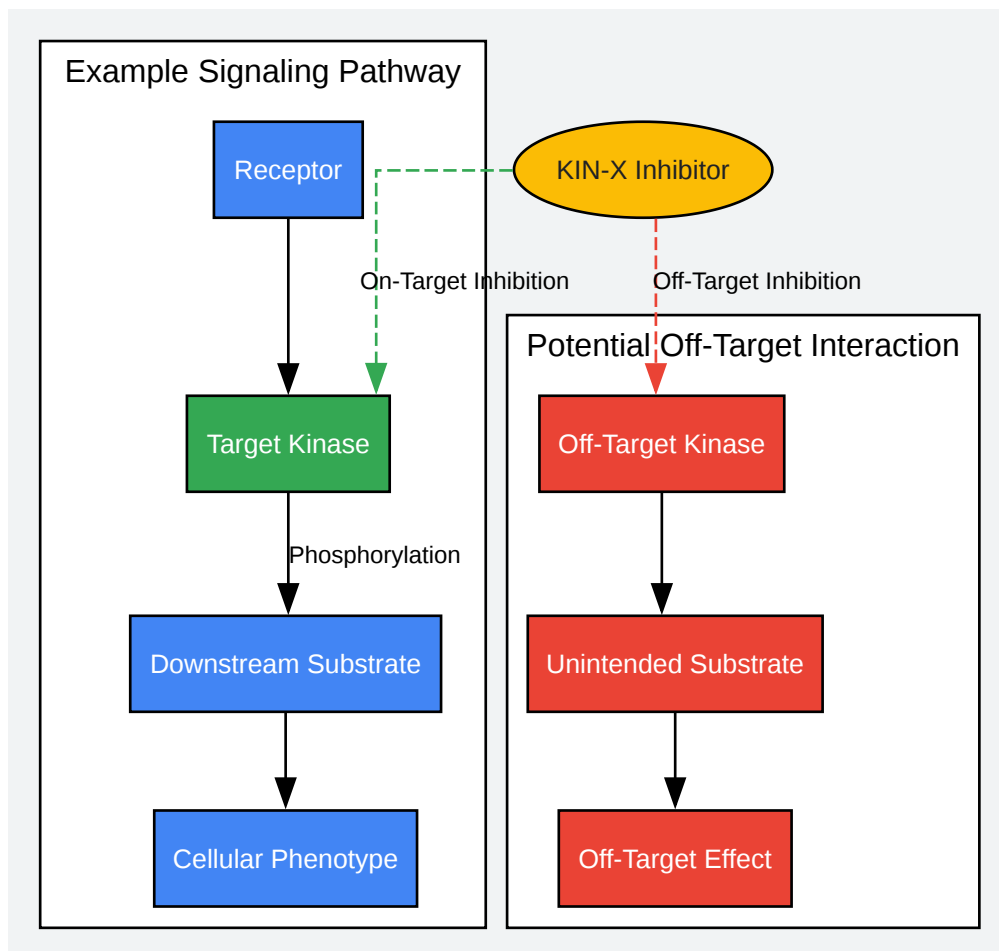 Example Signaling Pathway
Receptor
KIN-X Inhibitor
On-Target Inhibition
Off-Target Inhibition
Potential Off-Target Interaction
Target Kinase
Off-Target Kinase
Phosphorylation
Downstream Substrate
Unintended Substrate
Cellular Phenotype
Off-Target Effect